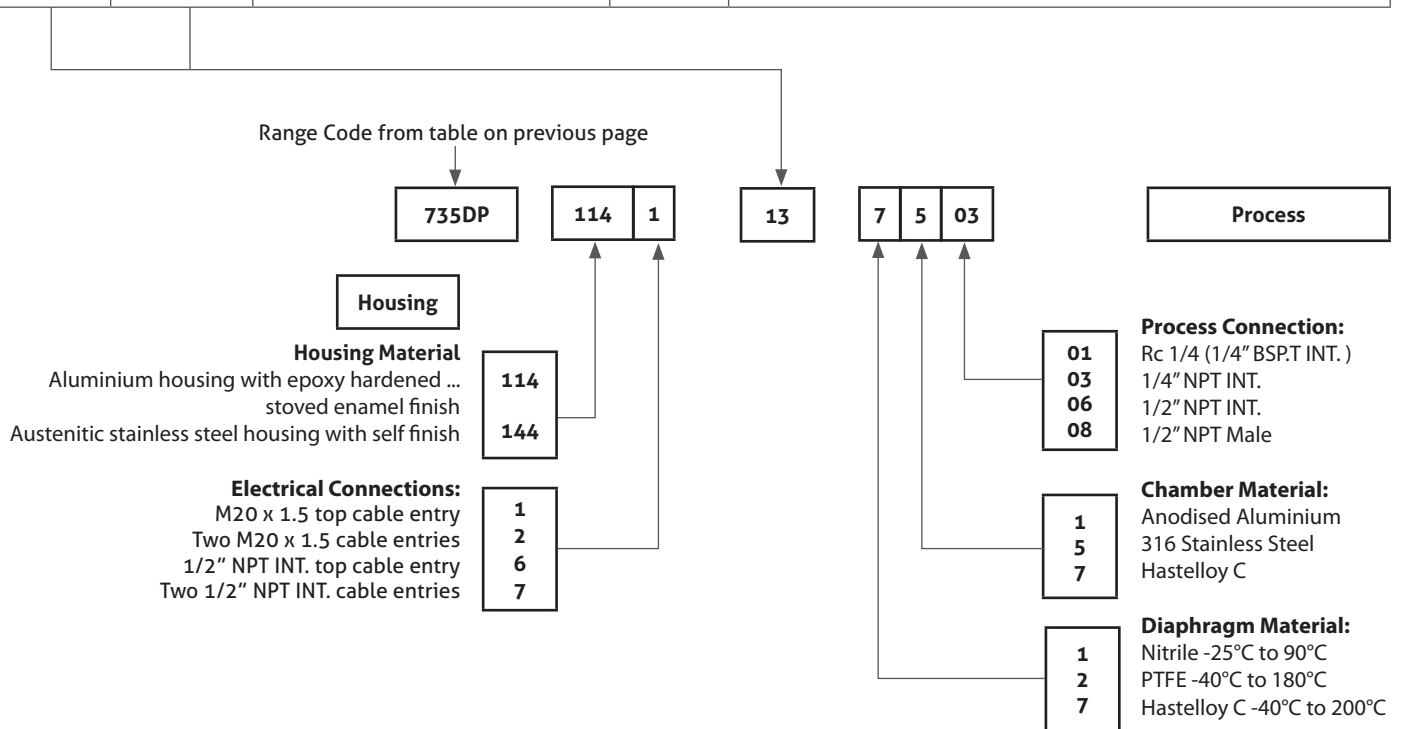 Range Code from table on previous page
735DP 114 1 13 7 5 03 Process
Housing
Housing Material
Aluminium housing with epoxy hardened ... 114
stoved enamel finish
Austenitic stainless steel housing with self finish 144
Electrical Connections:
M20 x 1.5 top cable entry 1
Two M20 x 1.5 cable entries 2
1/2” NPT INT. top cable entry 6
Two 1/2” NPT INT. cable entries 7
Process Connection:
01 Rc 1/4 (1/4” BSP.T INT. )
03 1/4” NPT INT.
06 1/2” NPT INT.
08 1/2” NPT Male
Chamber Material:
1 Anodised Aluminium
5 316 Stainless Steel
7 Hastelloy C
Diaphragm Material:
1 Nitrile -25°C to 90°C
2 PTFE -40°C to 180°C
7 Hastelloy C -40°C to 200°C